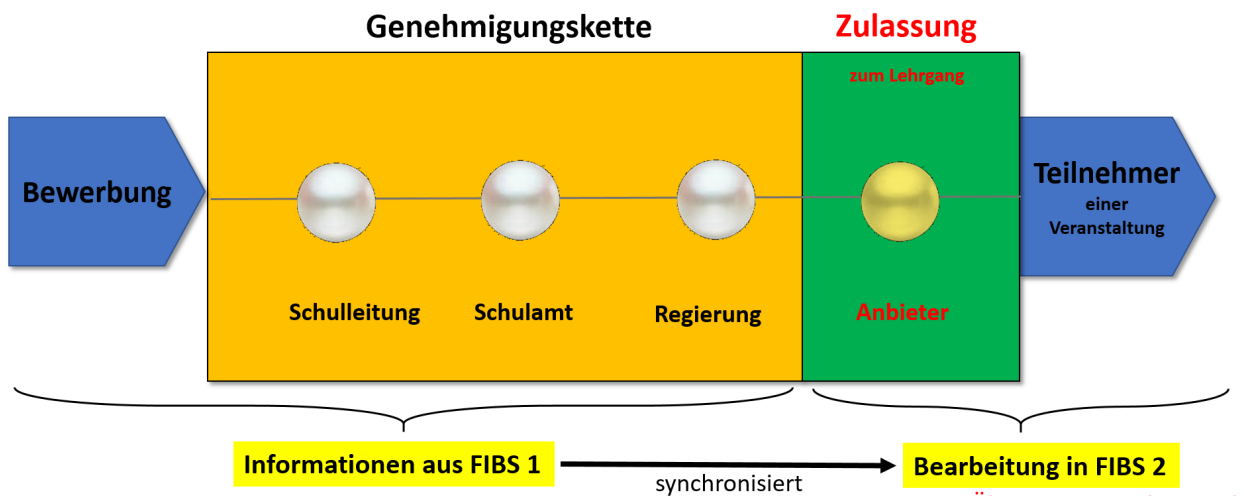 Genehmigungskette
Zulassung
zum Lehrgang
Bewerbung
Teilnehmer
einer
Veranstaltung
Schulleitung
Schulamt
Regierung
Anbieter
Informationen aus FIBS 1
synchronisiert
Bearbeitung in FIBS 2